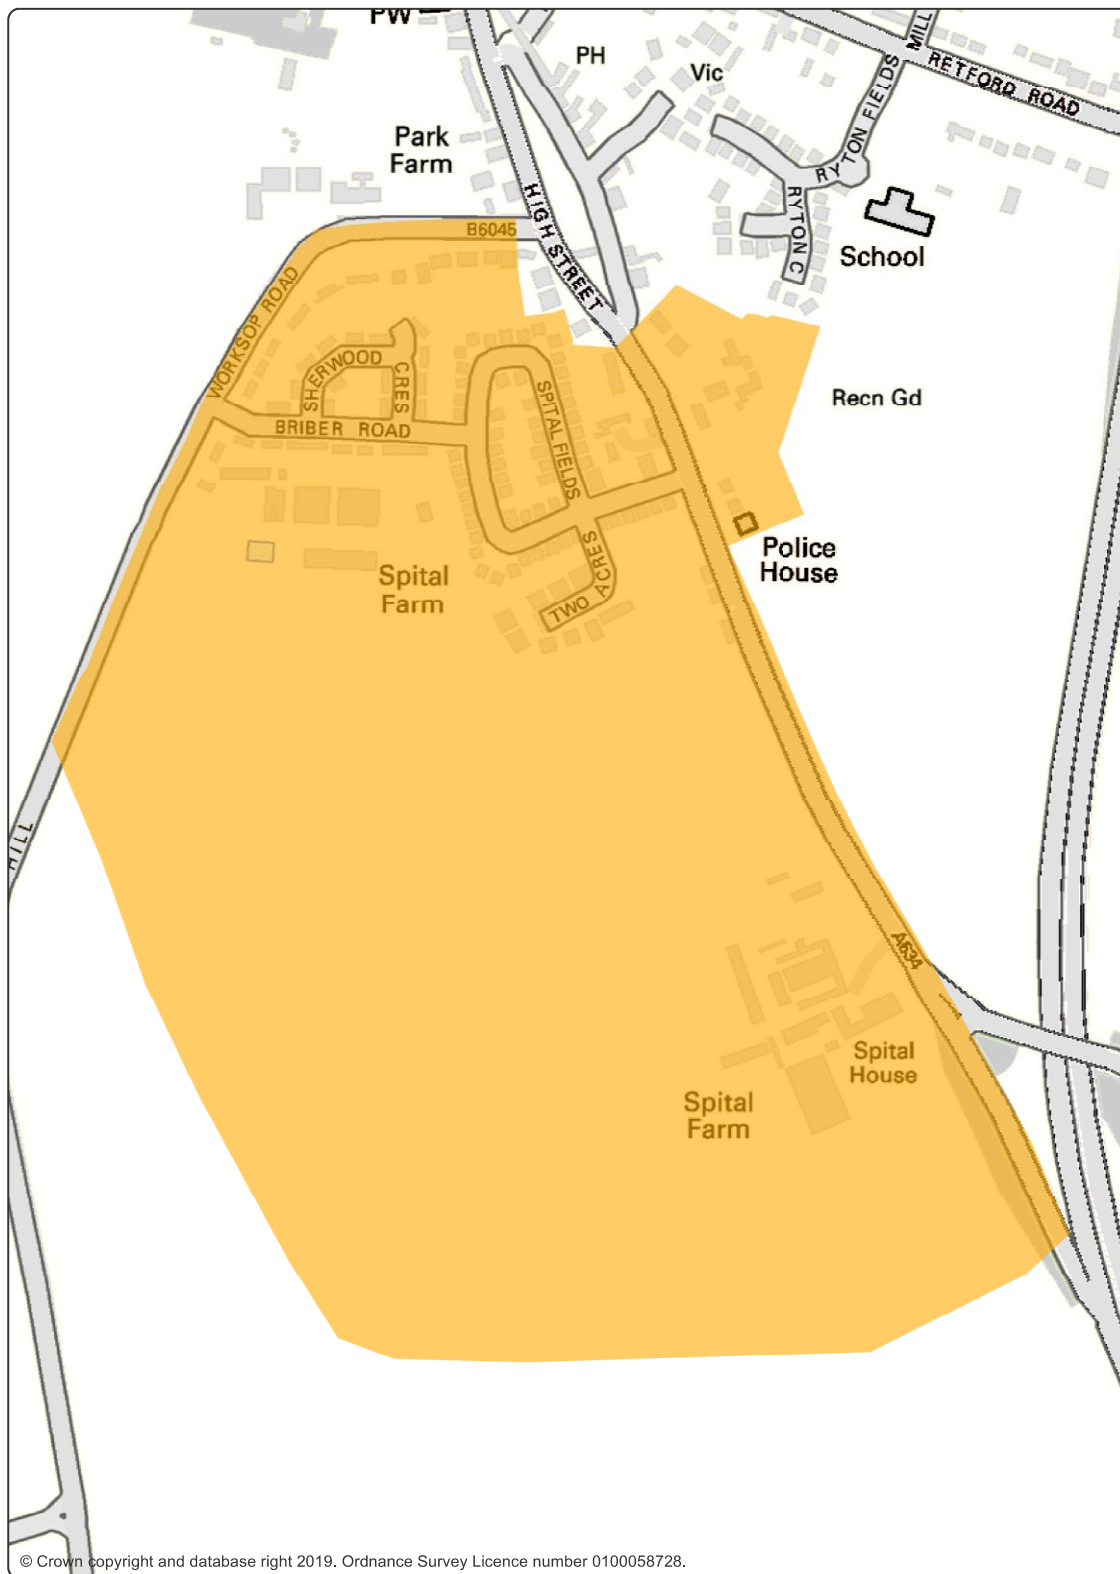 PW
PH
Vic
MILL
RETFORD ROAD
Park
Farm
RYTON FIELDS
HIGH STREET
RYTON C
School
B6045
WORKSOP ROAD
SHERWOOD
CRES
BRIBER ROAD
SPITAL FIELDS
Recn Gd
Police
House
Spital
Farm
TWO ACRES
HILL
A634
Spital
House
Spital
Farm
© Crown copyright and database right 2019. Ordnance Survey Licence number 0100058728.